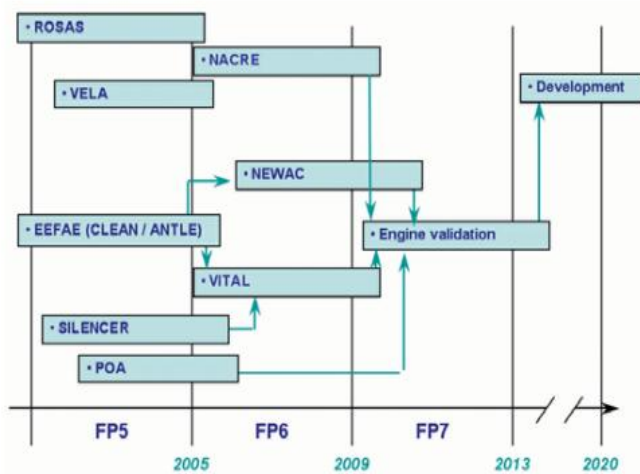 • ROSAS
• NACRE
• VELA
• Development
• NEWAC
• EEFAE (CLEAN / ANTLE)
• Engine validation
• VITAL
• SILENCER
• POA
FP5
FP6
FP7
2005
2009
2013
2020